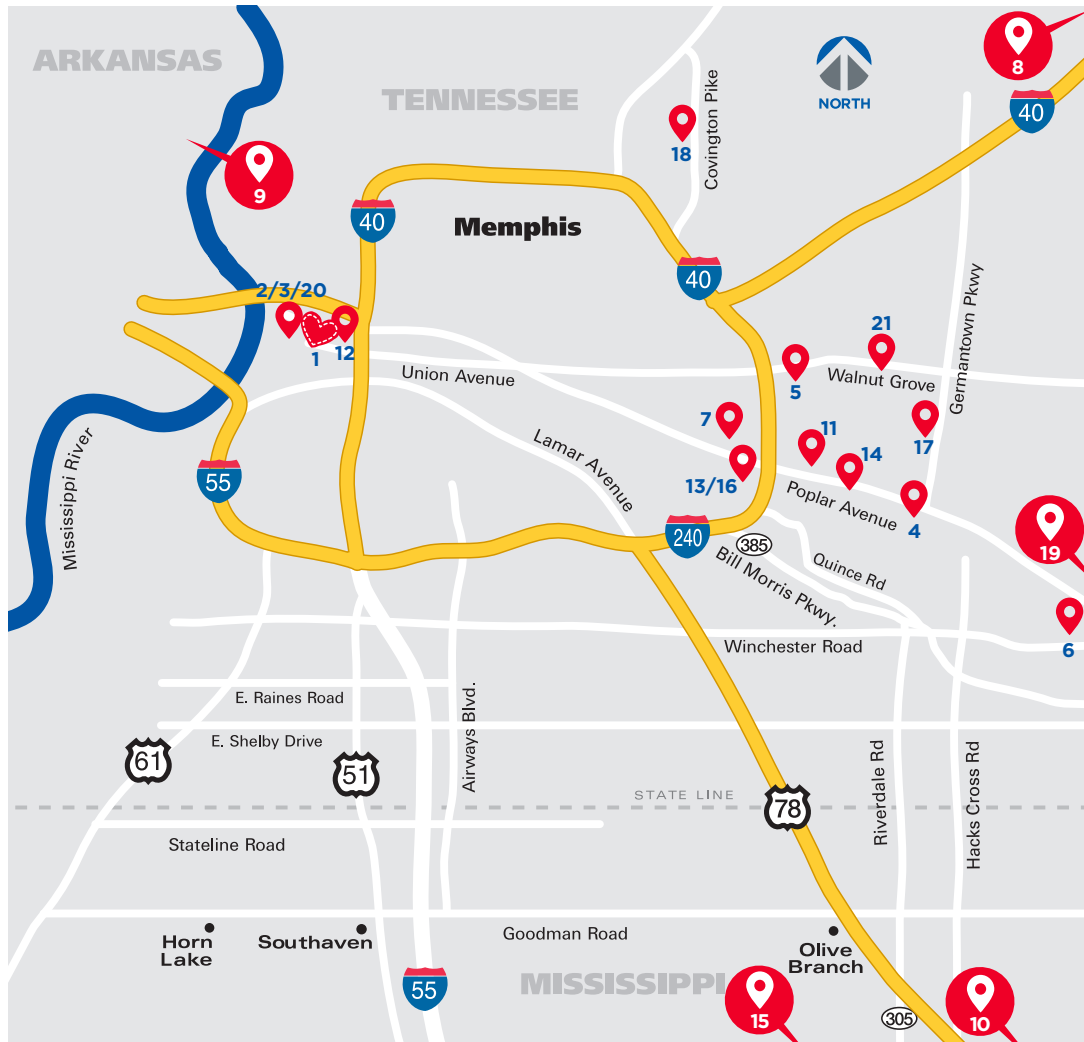 ARKANSAS
TENNESSEE
NORTH
8
40
18
Covington Pike
9
40
Memphis
40
2/3/20
1
12
Union Avenue
21
Walnut Grove
5
Germantown Pkwy
7
11
17
14
13/16
Lamar Avenue
Poplar Avenue
4
Mississippi River
55
240
385
Bill Morris Pkwy.
Quince Rd
19
6
Winchester Road
E. Raines Road
E. Shelby Drive
Airways Blvd.
61
51
STATE LINE
78
Riverdale Rd
Hacks Cross Rd
Stateline Road
Horn
Lake
Southaven
Goodman Road
Olive
Branch
55
MISSISSIPPI
15
305
10